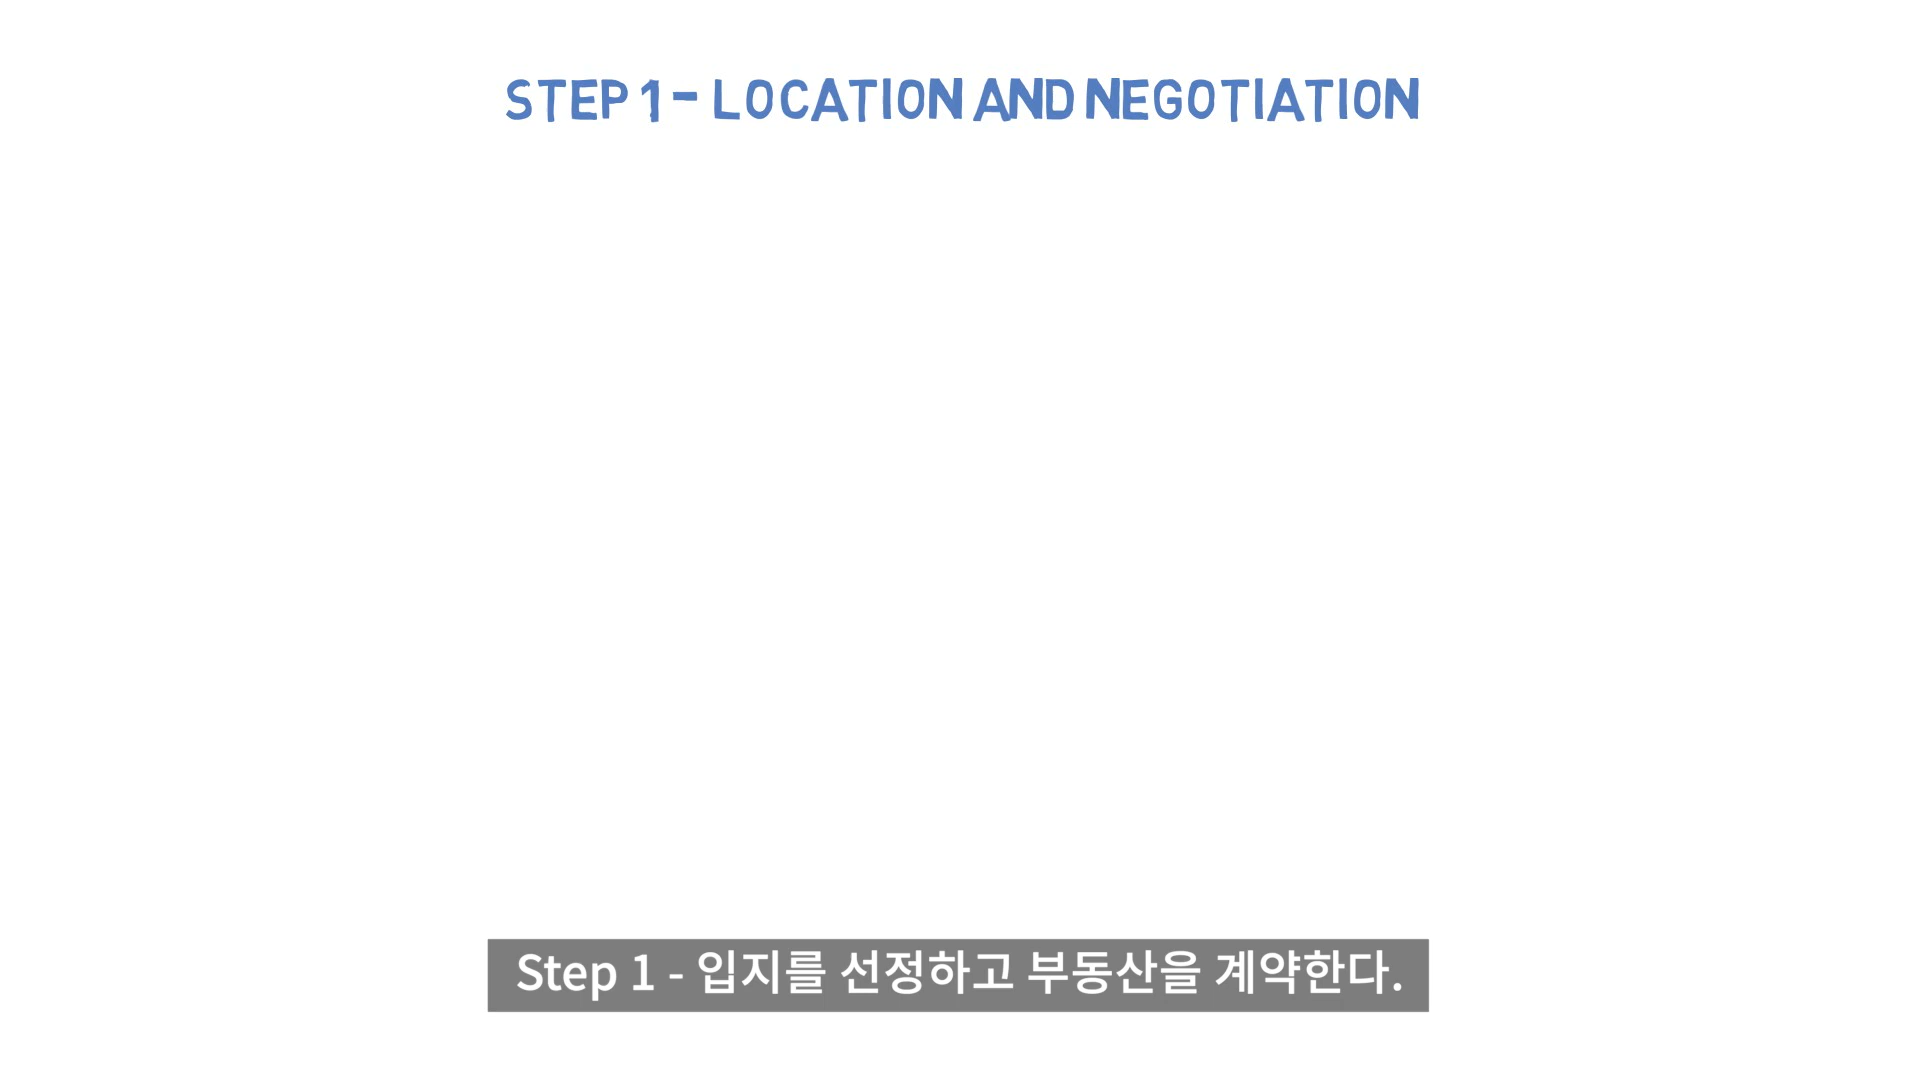 STEP 1 - LOCATION AND NEGOTIATION
Step 1 - 입지를 선정하고 부동산을 계약한다.